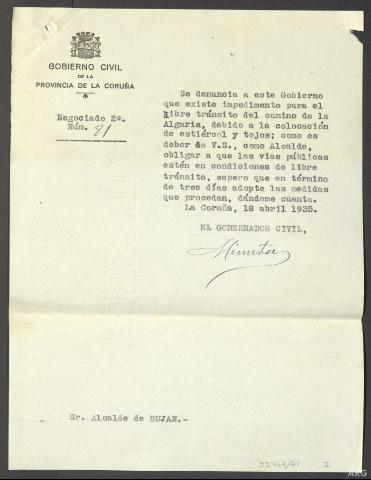 GOBIERNO CIVIL
DE LA
PROVINCIA DE LA CORUÑA
Negociado 2º
Núm. 21
Se denuncia a este Gobierno
que existe impedimento para el
libre tránsito del camino de la
Algaria, debido a la colocación
de estiércol y tojos; como es
deber de V.S., como Alcalde,
obligar a que las vias públicas
estén en condiciones de libre
tránsito, espero que en término
de tres días adopte las medidas
que procedan, dándome cuenta.
La Coruña, 18 abril 1935.
EL GOBERNADOR CIVIL,
Sr. Alcalde de BUJAN.-
2
ARG